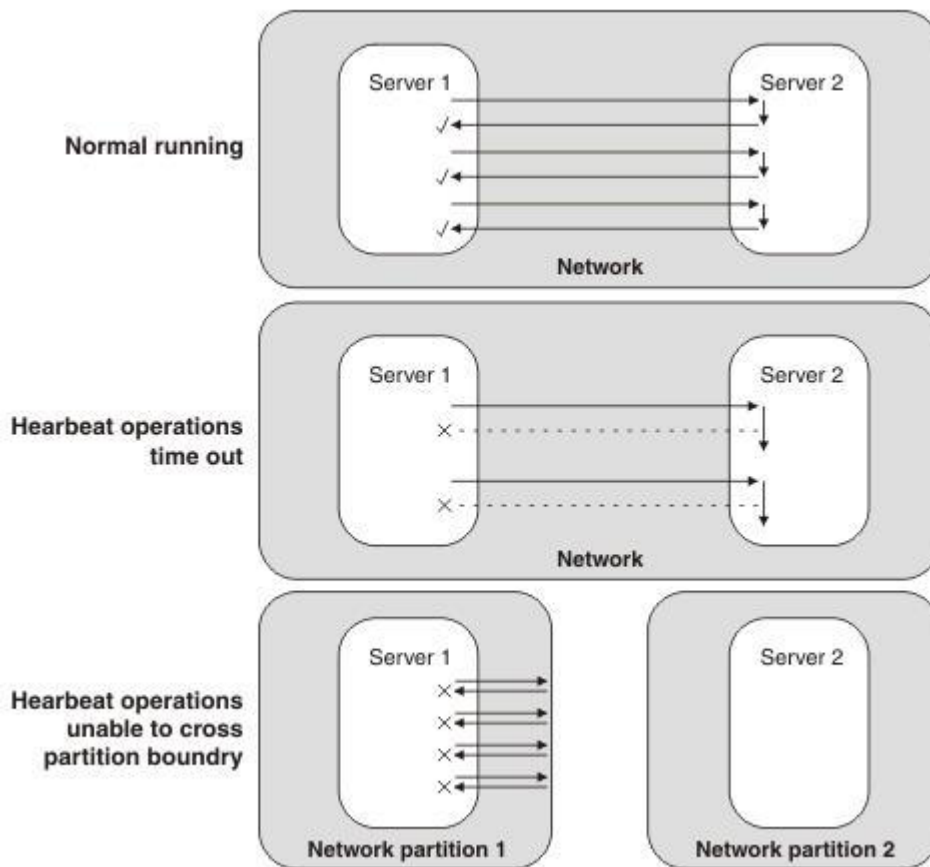 Normal running
Server 1
Server 2
Network
Hearbeat operations
time out
Server 1
Server 2
Network
Hearbeat operations
unable to cross
partition boundry
Server 1
Server 2
Network partition 1
Network partition 2